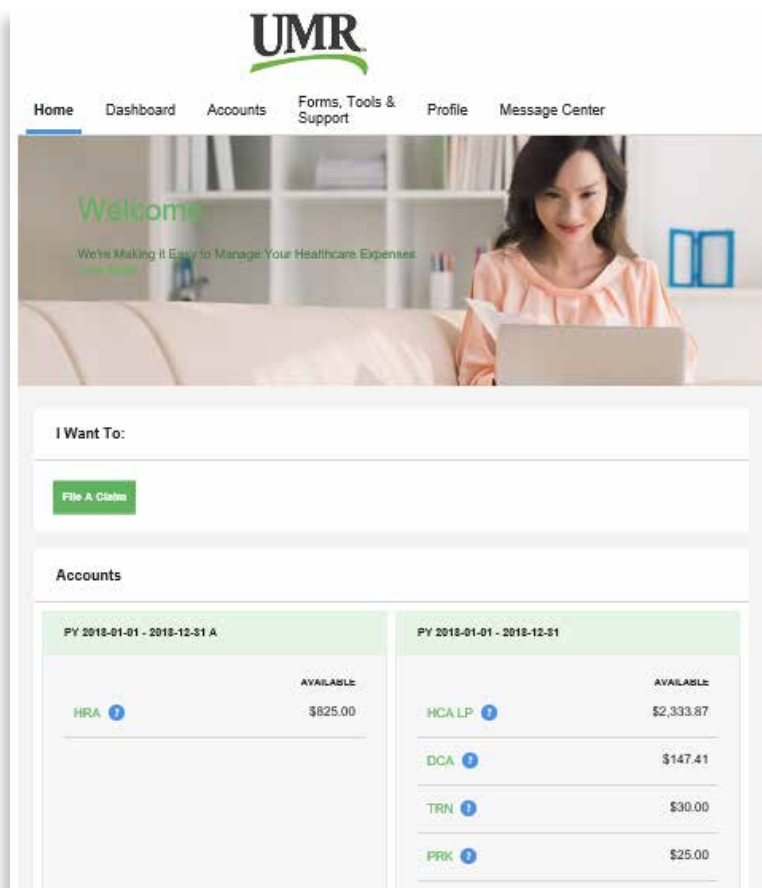 UMR
Home Dashboard Accounts Forms, Tools & Support Profile Message Center
Welcome
We're Making it Easy to Manage Your Healthcare Expenses
I Want To:
File A Claim
Accounts
PY 2018-01-01 - 2018-12-31 A
AVAILABLE
HRA ? $825.00
PY 2018-01-01 - 2018-12-31
AVAILABLE
HCA LP ? $2,333.87
DCA ? $147.41
TRN ? $30.00
PRK ? $25.00